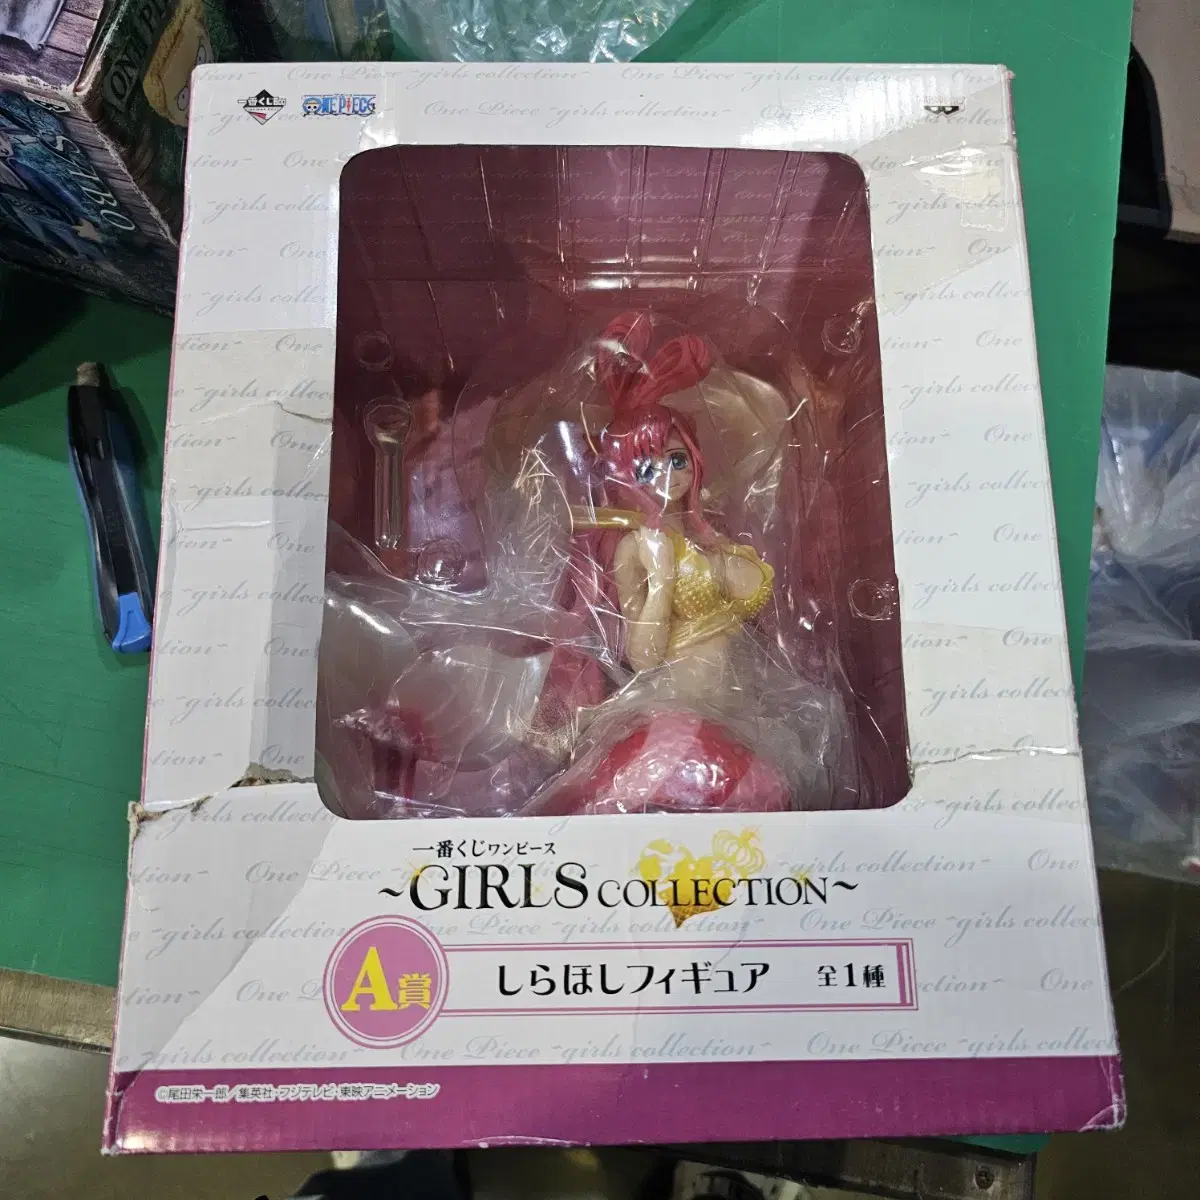 ONE PIECE
一番くじ
ONE PIECE
One Piece ~girls collection~
一番くじワンピース
~GIRLS COLLECTION~
A賞
しらほしフィギュア 全1種
©尾田栄一郎/集英社・フジテレビ・東映アニメーション